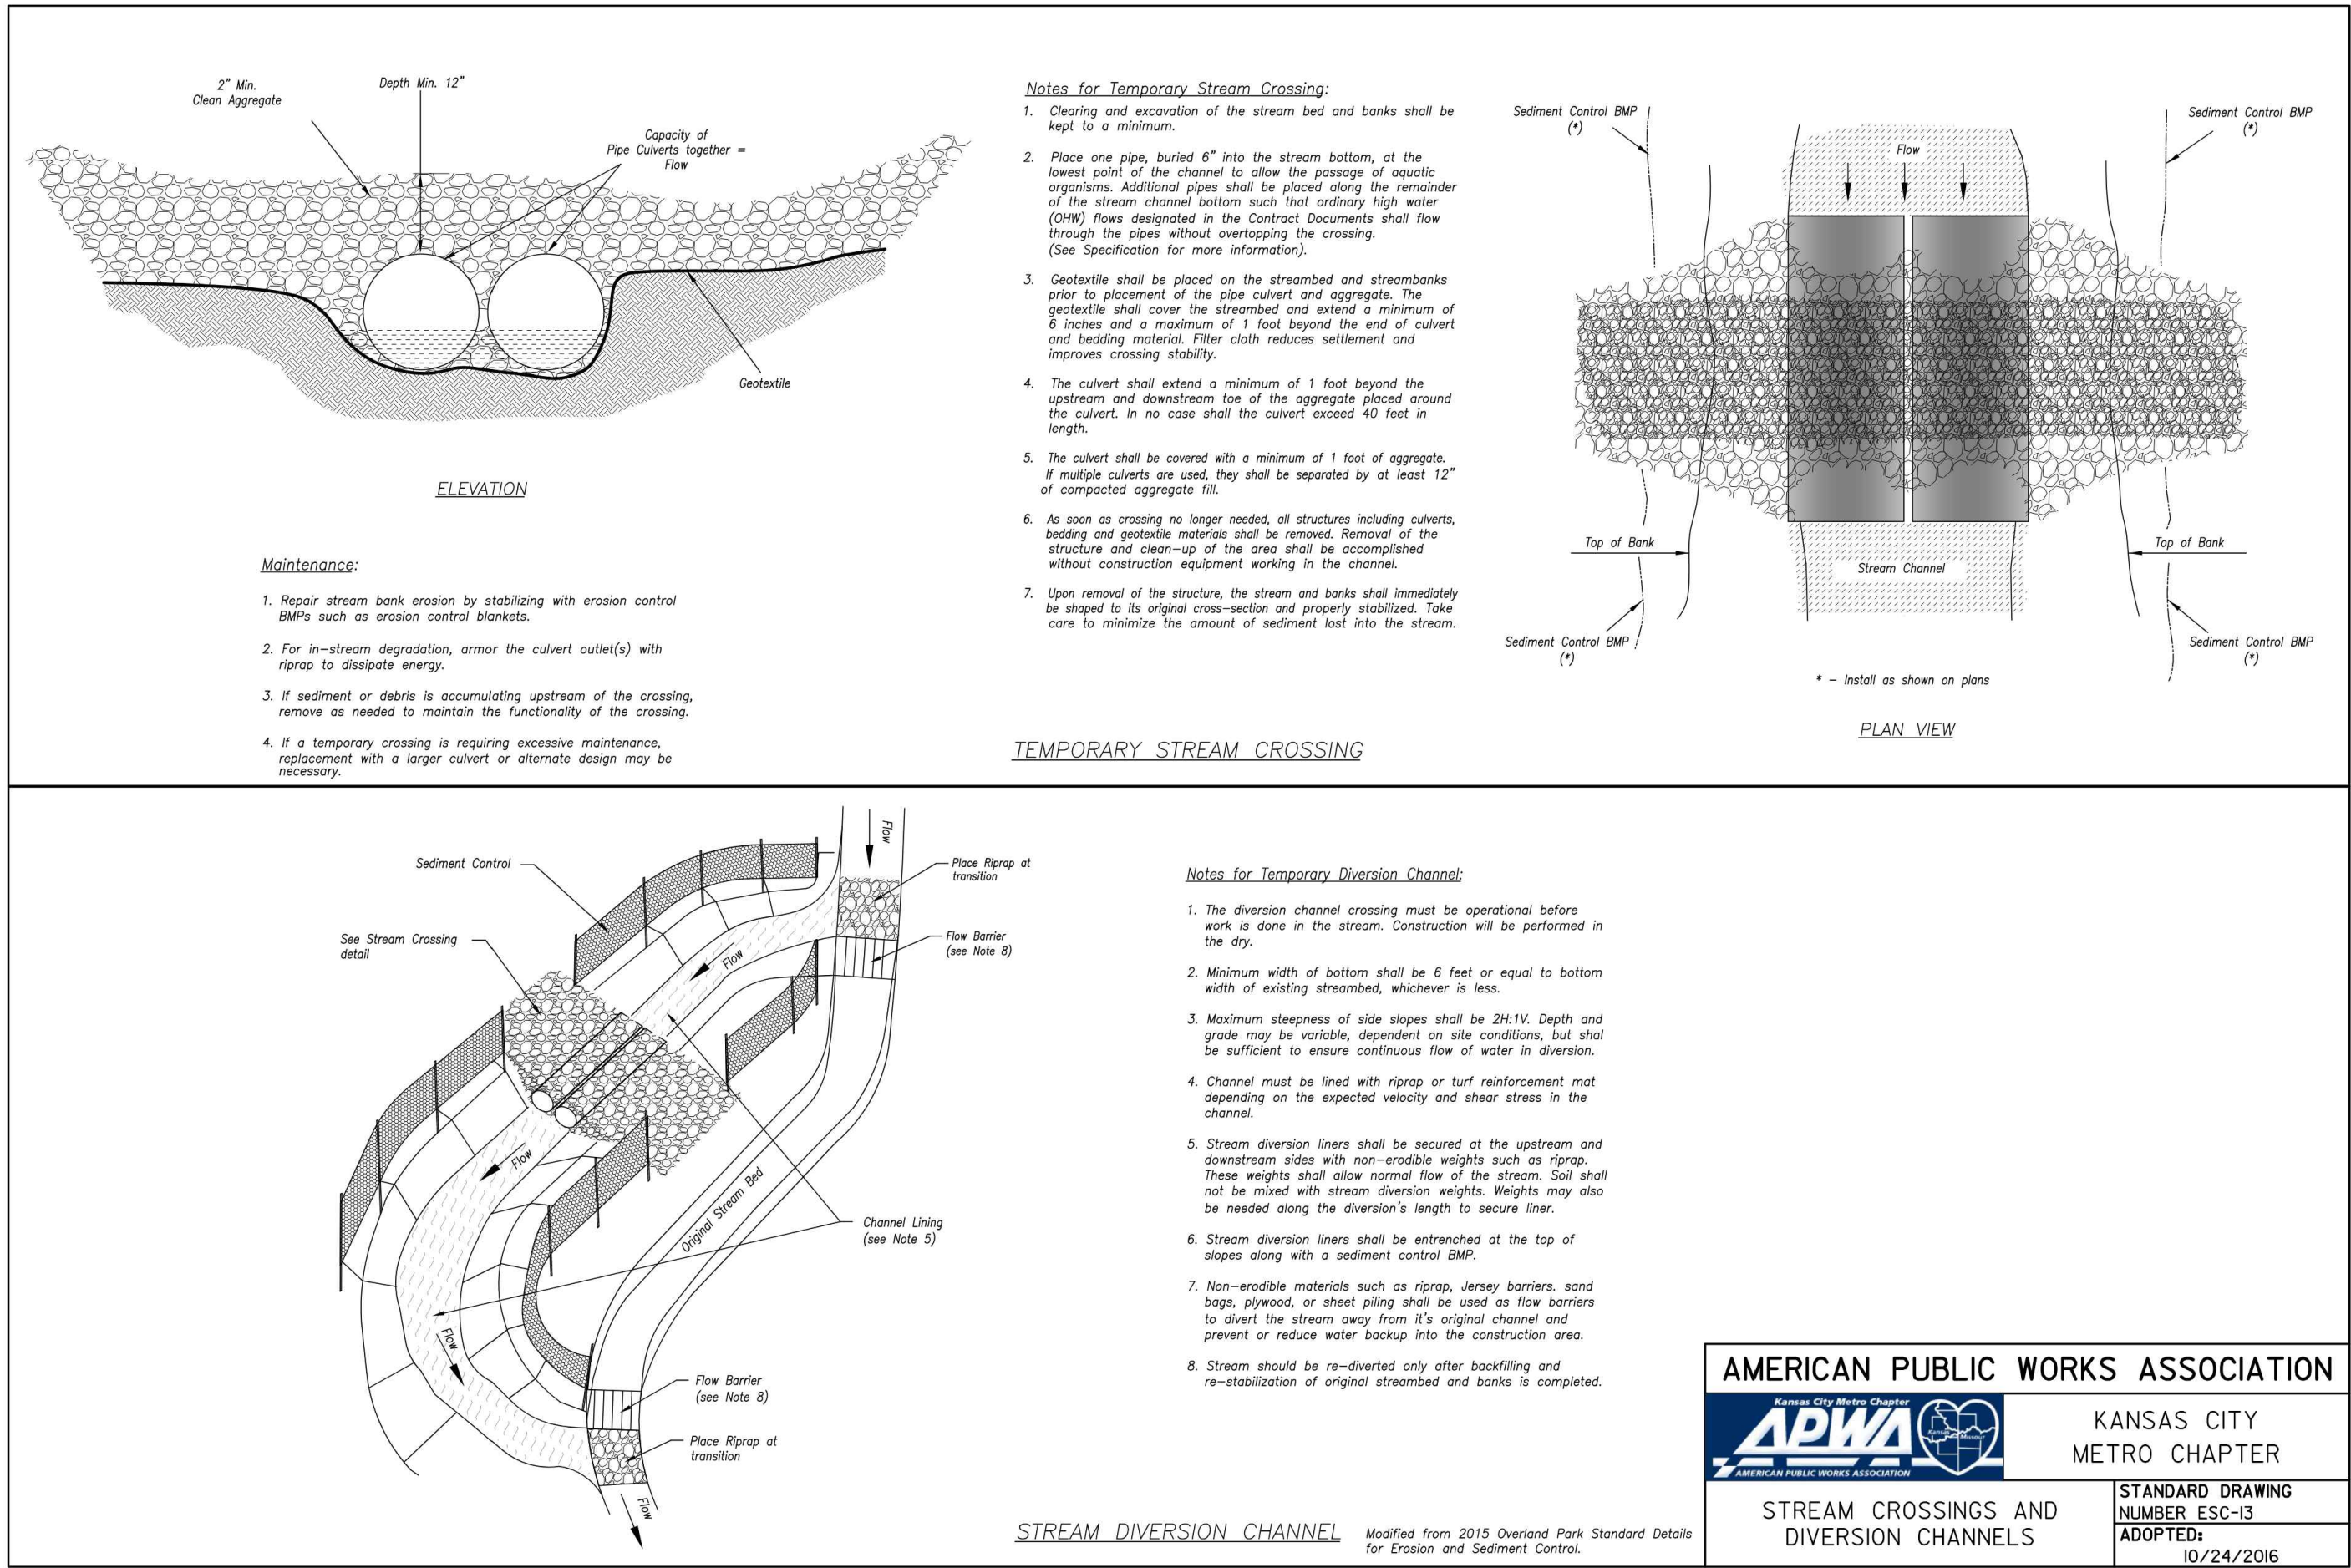 2" Min.
Clean Aggregate
Depth Min. 12"
Capacity of
Pipe Culverts together =
Flow
Geotextile
ELEVATION
Maintenance:
1. Repair stream bank erosion by stabilizing with erosion control
BMPs such as erosion control blankets.
2. For in-stream degradation, armor the culvert outlet(s) with
riprap to dissipate energy.
3. If sediment or debris is accumulating upstream of the crossing,
remove as needed to maintain the functionality of the crossing.
4. If a temporary crossing is requiring excessive maintenance,
replacement with a larger culvert or alternate design may be
necessary.
Notes for Temporary Stream Crossing:
1. Clearing and excavation of the stream bed and banks shall be
kept to a minimum.
2. Place one pipe, buried 6" into the stream bottom, at the
lowest point of the channel to allow the passage of aquatic
organisms. Additional pipes shall be placed along the remainder
of the stream channel bottom such that ordinary high water
(OHW) flows designated in the Contract Documents shall flow
through the pipes without overtopping the crossing.
(See Specification for more information).
3. Geotextile shall be placed on the streambed and streambanks
prior to placement of the pipe culvert and aggregate. The
geotextile shall cover the streambed and extend a minimum of
6 inches and a maximum of 1 foot beyond the end of culvert
and bedding material. Filter cloth reduces settlement and
improves crossing stability.
4. The culvert shall extend a minimum of 1 foot beyond the
upstream and downstream toe of the aggregate placed around
the culvert. In no case shall the culvert exceed 40 feet in
length.
5. The culvert shall be covered with a minimum of 1 foot of aggregate.
If multiple culverts are used, they shall be separated by at least 12"
of compacted aggregate fill.
6. As soon as crossing no longer needed, all structures including culverts,
bedding and geotextile materials shall be removed. Removal of the
structure and clean-up of the area shall be accomplished
without construction equipment working in the channel.
7. Upon removal of the structure, the stream and banks shall immediately
be shaped to its original cross-section and properly stabilized. Take
care to minimize the amount of sediment lost into the stream.
TEMPORARY STREAM CROSSING
Sediment Control BMP
(*)
Sediment Control BMP
(*)
Flow
Top of Bank
Top of Bank
Stream Channel
Sediment Control BMP
(*)
Sediment Control BMP
(*)
* - Install as shown on plans
PLAN VIEW
Flow
Sediment Control
Place Riprap at
transition
See Stream Crossing
detail
Flow Barrier
(see Note 8)
Flow
Flow
Original Stream Bed
Channel Lining
(see Note 5)
Flow
Flow Barrier
(see Note 8)
Place Riprap at
transition
Flow
Notes for Temporary Diversion Channel:
1. The diversion channel crossing must be operational before
work is done in the stream. Construction will be performed in
the dry.
2. Minimum width of bottom shall be 6 feet or equal to bottom
width of existing streambed, whichever is less.
3. Maximum steepness of side slopes shall be 2H:1V. Depth and
grade may be variable, dependent on site conditions, but shal
be sufficient to ensure continuous flow of water in diversion.
4. Channel must be lined with riprap or turf reinforcement mat
depending on the expected velocity and shear stress in the
channel.
5. Stream diversion liners shall be secured at the upstream and
downstream sides with non-erodible weights such as riprap.
These weights shall allow normal flow of the stream. Soil shall
not be mixed with stream diversion weights. Weights may also
be needed along the diversion's length to secure liner.
6. Stream diversion liners shall be entrenched at the top of
slopes along with a sediment control BMP.
7. Non-erodible materials such as riprap, Jersey barriers. sand
bags, plywood, or sheet piling shall be used as flow barriers
to divert the stream away from it's original channel and
prevent or reduce water backup into the construction area.
8. Stream should be re-diverted only after backfilling and
re-stabilization of original streambed and banks is completed.
STREAM DIVERSION CHANNEL
Modified from 2015 Overland Park Standard Details
for Erosion and Sediment Control.
AMERICAN PUBLIC WORKS ASSOCIATION
Kansas City Metro Chapter
APWA
Kansas
Missouri
AMERICAN PUBLIC WORKS ASSOCIATION
KANSAS CITY
METRO CHAPTER
STREAM CROSSINGS AND
DIVERSION CHANNELS
STANDARD DRAWING
NUMBER ESC-13
ADOPTED:
10/24/2016